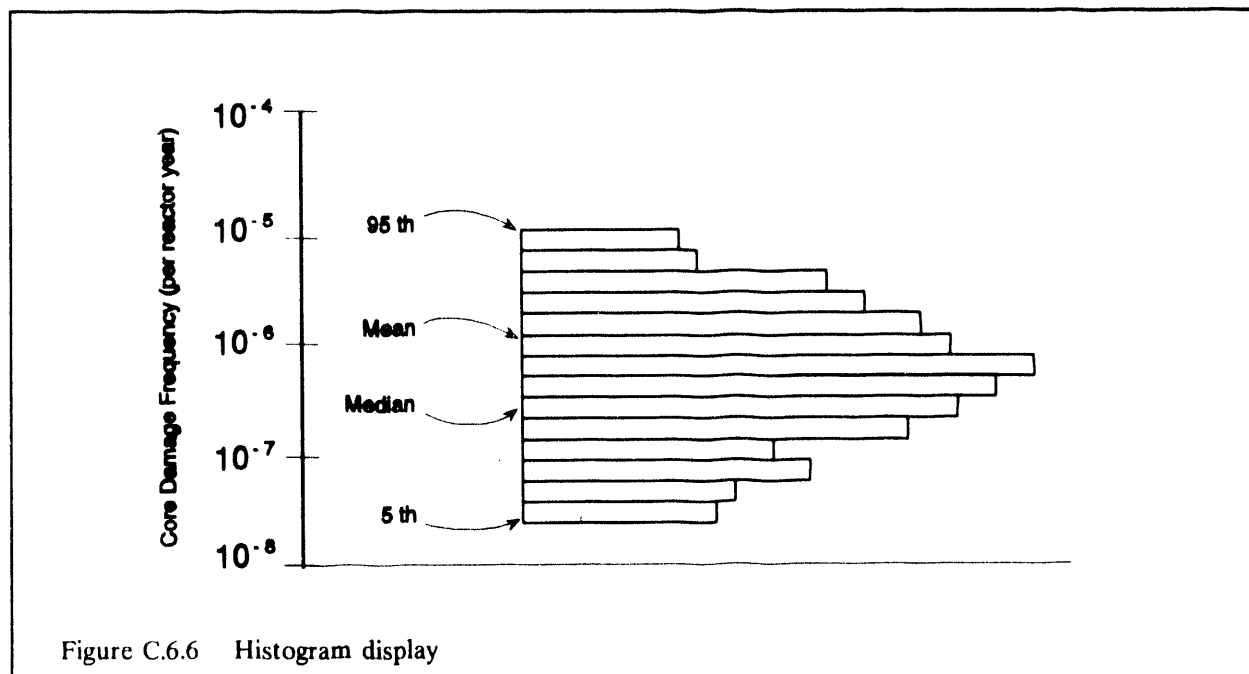 Core Damage Frequency (per reactor year)
10-4
10-5
10-6
10-7
10-8
95 th
Mean
Median
5 th
Figure C.6.6 Histogram display